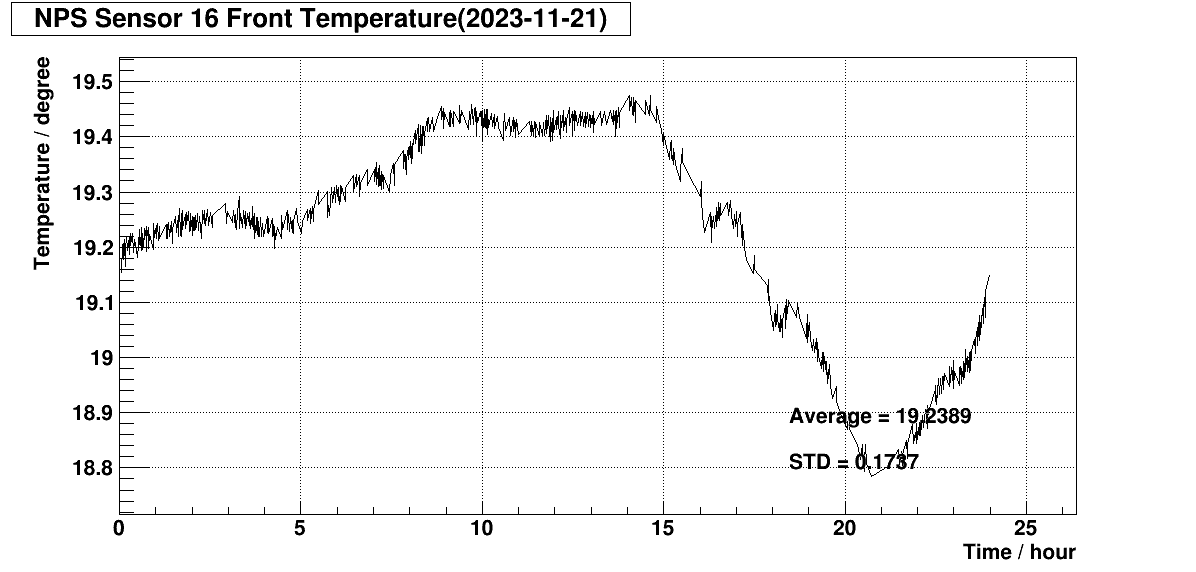 NPS Sensor 16 Front Temperature(2023-11-21)
Temperature / degree
19.5
19.4
19.3
19.2
19.1
19
18.9
18.8
Average = 19.2389
STD = 0.1737
0 5 10 15 20 25
Time / hour